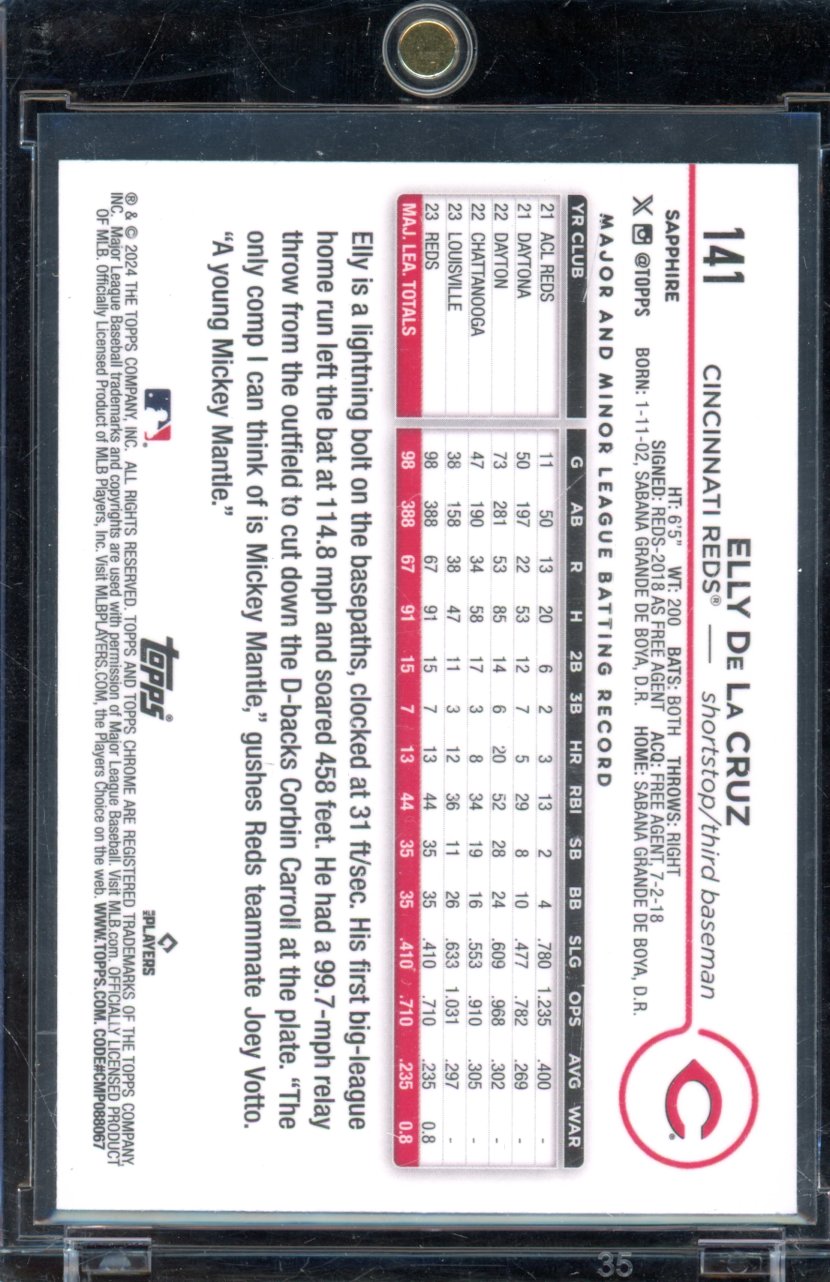 141
ELLY DE LA CRUZ
CINCINNATI REDS® — shortstop/third baseman
SAPPHIRE
HT: 6'5" WT: 200 BATS: BOTH THROWS: RIGHT
SIGNED: REDS-2018 AS FREE AGENT ACQ: FREE AGENT, 7-2-18
@TOPPS BORN: 1-11-02, SABANA GRANDE DE BOYA, D.R. HOME: SABANA GRANDE DE BOYA, D.R.
C
MAJOR AND MINOR LEAGUE BATTING RECORD
YR CLUB G AB R H 2B 3B HR RBI SB BB SLG OPS AVG WAR
21 ACL REDS 11 50 13 20 6 2 3 13 2 4 .780 1.235 .400 -
21 DAYTONA 50 197 22 53 12 7 5 29 8 10 .477 .782 .269 -
22 DAYTON 73 281 53 85 14 6 20 52 28 24 .609 .968 .302 -
22 CHATTANOOGA 47 190 34 58 17 3 8 34 19 16 .553 .910 .305 -
23 LOUISVILLE 38 158 38 47 11 3 12 36 11 26 .633 1.031 .297 -
23 REDS 98 388 67 91 15 7 13 44 35 35 .410 .710 .235 0.8
MAJ. LEA. TOTALS 98 388 67 91 15 7 13 44 35 35 .410 .710 .235 0.8
Elly is a lightning bolt on the basepaths, clocked at 31 ft/sec. His first big-league
home run left the bat at 114.8 mph and soared 458 feet. He had a 99.7-mph relay
throw from the outfield to cut down the D-backs Corbin Carroll at the plate. “The
only comp I can think of is Mickey Mantle,” gushes Reds teammate Joey Votto.
“A young Mickey Mantle.”
topps®
PLAYERS
® & © 2024 THE TOPPS COMPANY, INC. ALL RIGHTS RESERVED. TOPPS AND TOPPS CHROME ARE REGISTERED TRADEMARKS OF THE TOPPS COMPANY,
INC. Major League Baseball trademarks and copyrights are used with permission of Major League Baseball. Visit MLB.com. OFFICIALLY LICENSED PRODUCT
OF MLB. Officially Licensed Product of MLB Players, Inc. Visit MLBPLAYERS.COM, the Players Choice on the web. WWW.TOPPS.COM. CODE#CMP088067
35